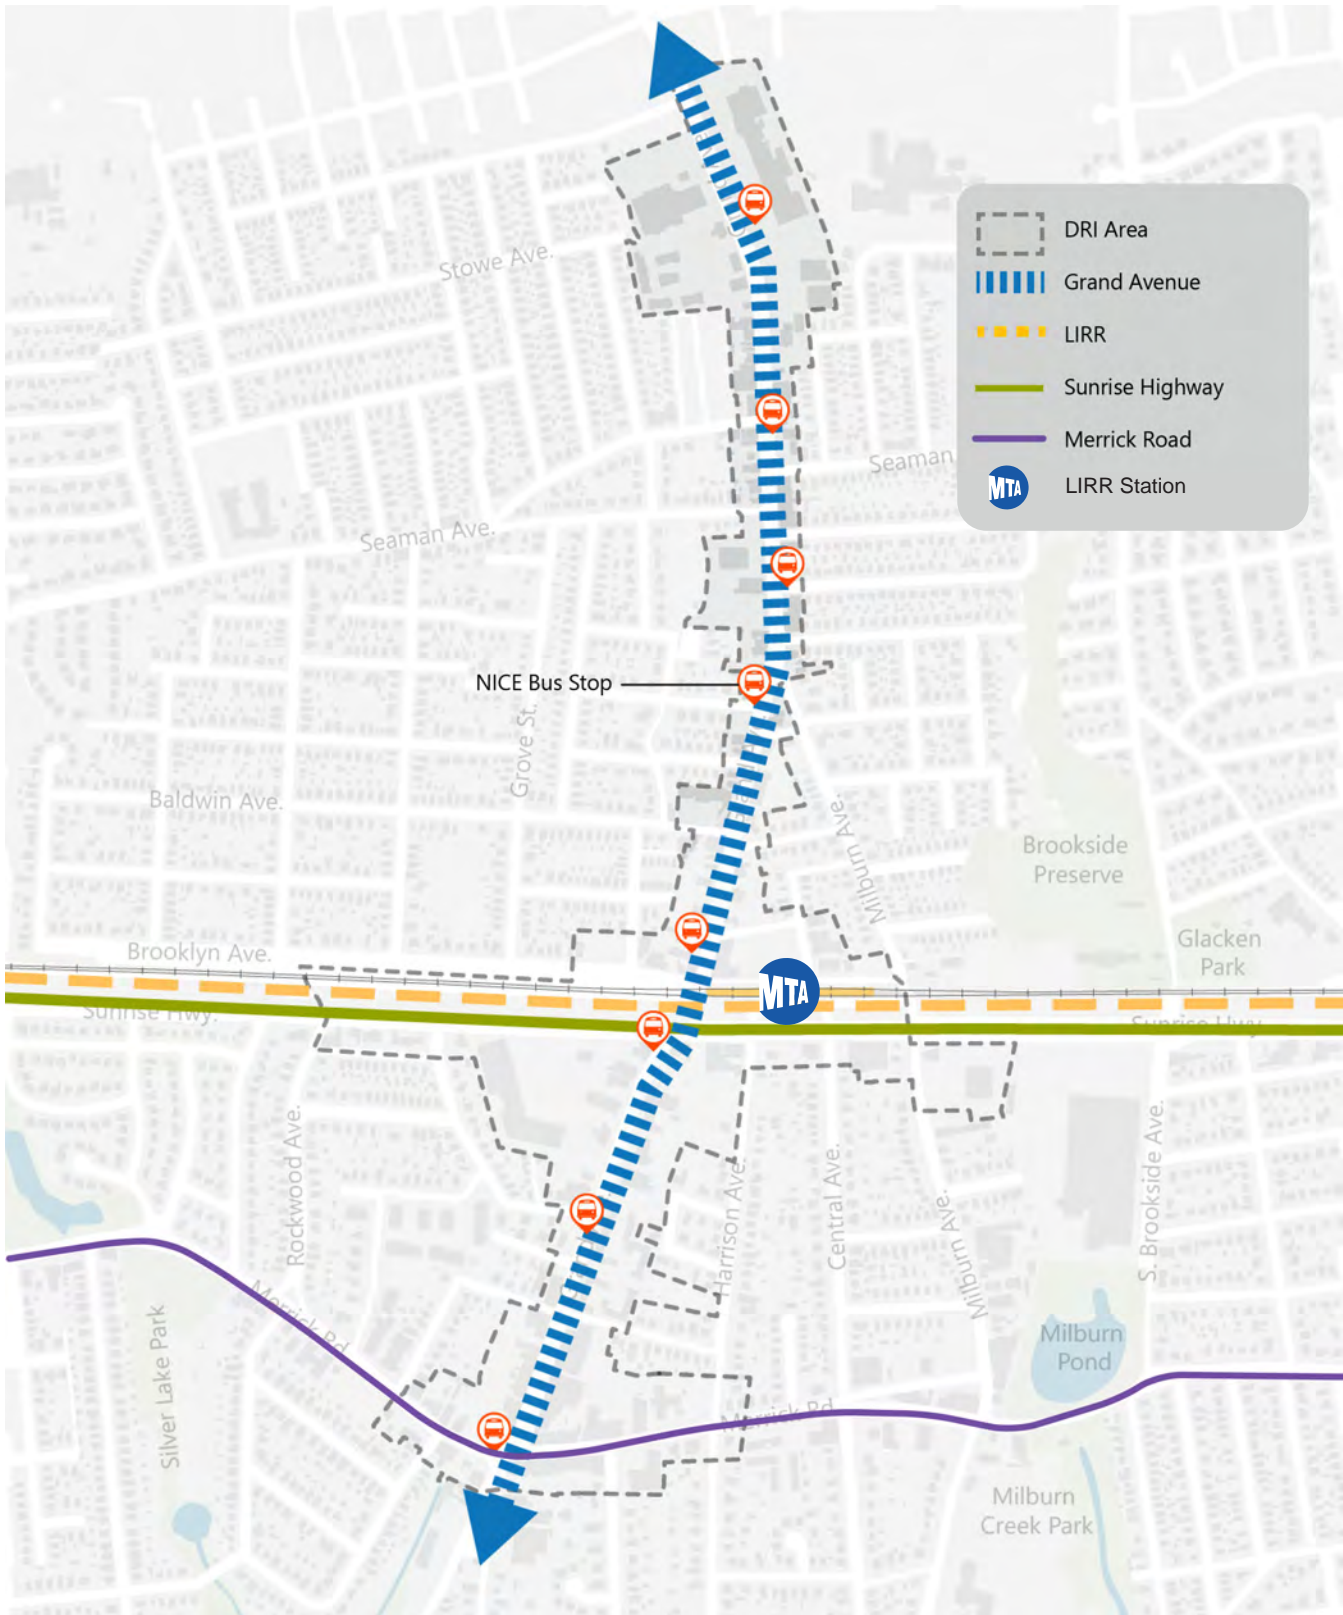 Stowe Ave.
DRI Area
Grand Avenue
LIRR
Sunrise Highway
Merrick Road
MTA
LIRR Station
Seaman
Seaman Ave.
NICE Bus Stop
Grove St.
Baldwin Ave.
Milburn Ave.
Brookside
Preserve
Brooklyn Ave.
Glacken
Park
MTA
Sunrise Hwy.
Sunrise Hwy.
Rockwood Ave.
Harrison Ave.
Central Ave.
Milburn Ave.
S. Brookside Ave.
Merrick Rd
Silver Lake Park
Milburn
Pond
Merrick Rd
Milburn
Creek Park